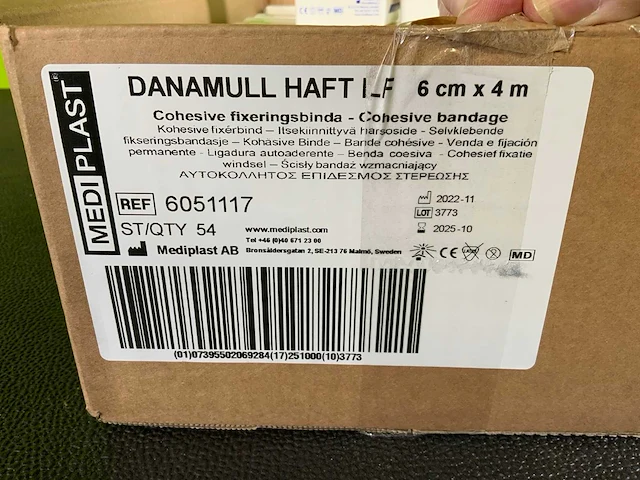 MEDIPLAST®
DANAMULL HAFT LF 6 cm x 4 m
Cohesive fixeringsbinda - Cohesive bandage
Kohesive fixérbind – Itsekiinnittyvä harsoside - Selvklebende
fikseringsbandasje - Kohäsive Binde - Bande cohésive - Venda e fijación
permanente - Ligadura autoaderente - Benda coesiva - Cohesief fixatie
windsel – Ścisły bandaż wzmacniający
ΑΥΤΟΚΟΛΛΗΤΟΣ ΕΠΙΔΕΣΜΟΣ ΣΤΕΡΕΩΣΗΣ
REF 6051117
2022-11
LOT 3773
2025-10
ST/QTY 54
www.mediplast.com
Tel +46 (0)40 671 23 00
Mediplast AB Bronsåldersgatan 2, SE-213 76 Malmö, Sweden
CE MD
(01)07395502069284(17)251000(10)3773